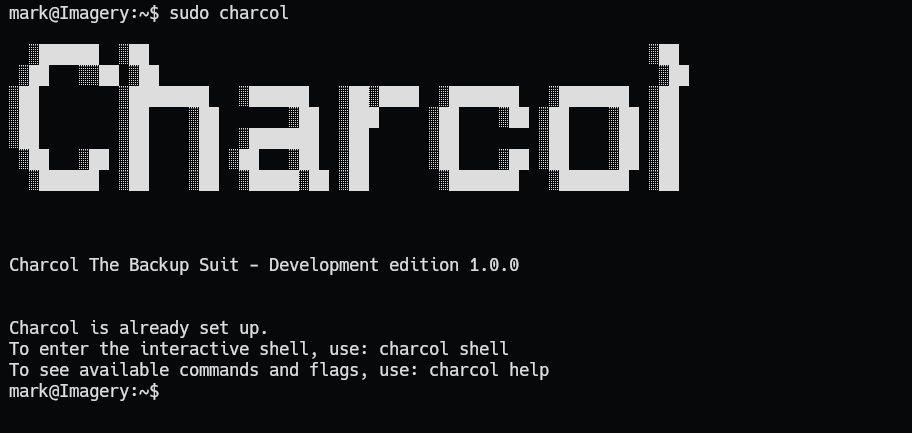 mark@Imagery:~$ sudo charcol
Charcol
Charcol The Backup Suit - Development edition 1.0.0
Charcol is already set up.
To enter the interactive shell, use: charcol shell
To see available commands and flags, use: charcol help
mark@Imagery:~$